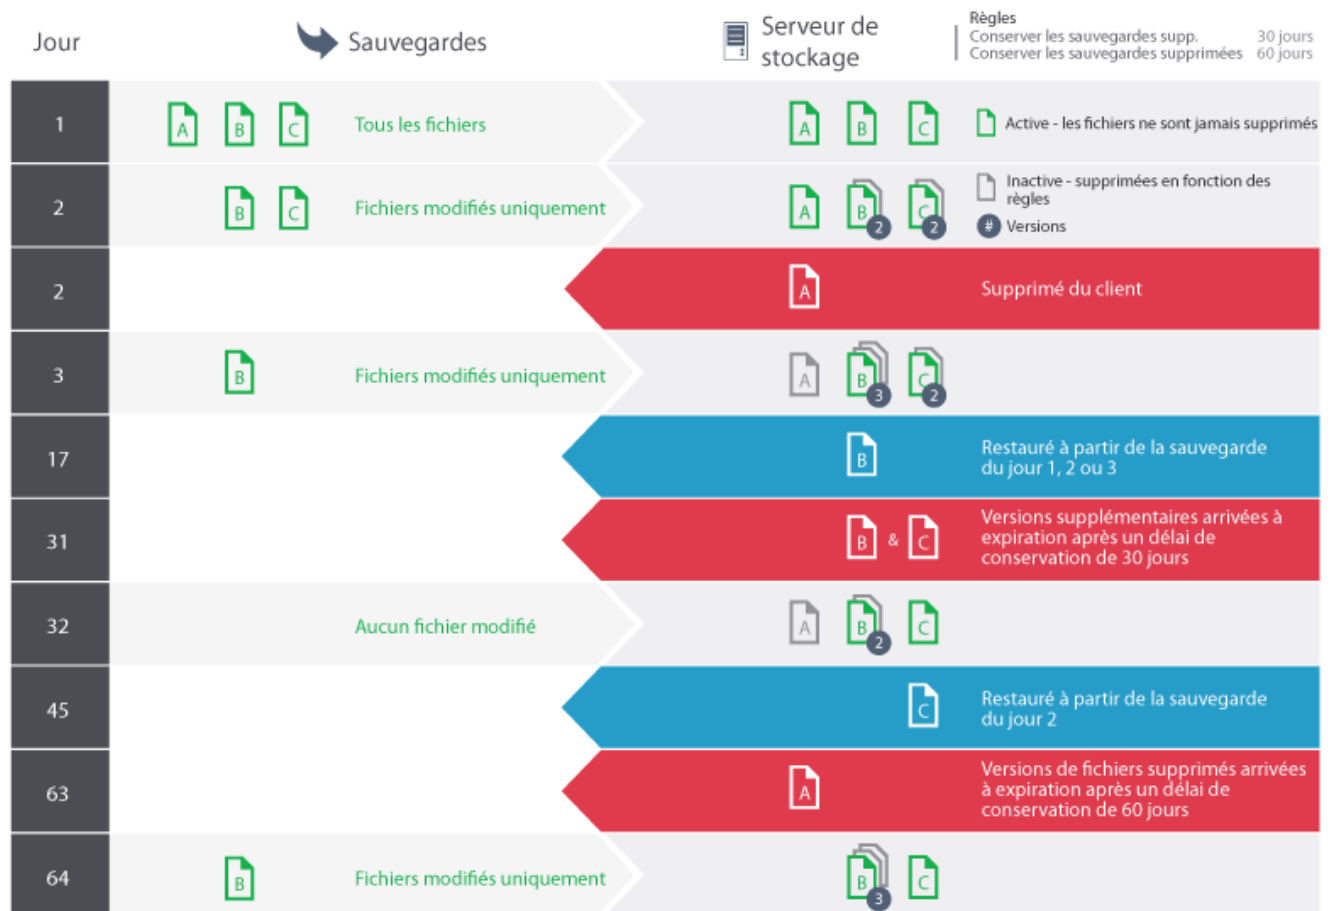 Jour
Sauvegardes
Serveur de
stockage
Règles
Conserver les sauvegardes supp. 30 jours
Conserver les sauvegardes supprimées 60 jours
1
A B C
Tous les fichiers
A B C
Active - les fichiers ne sont jamais supprimés
2
B C
Fichiers modifiés uniquement
A B 2 C 2
Inactive - supprimées en fonction des
règles
# Versions
2
A
Supprimé du client
3
B
Fichiers modifiés uniquement
A B 3 C 2
17
B
Restauré à partir de la sauvegarde
du jour 1, 2 ou 3
31
B & C
Versions supplémentaires arrivées à
expiration après un délai de
conservation de 30 jours
32
Aucun fichier modifié
A B 2 C
45
C
Restauré à partir de la sauvegarde
du jour 2
63
A
Versions de fichiers supprimés arrivées
à expiration après un délai de
conservation de 60 jours
64
B
Fichiers modifiés uniquement
B 3 C